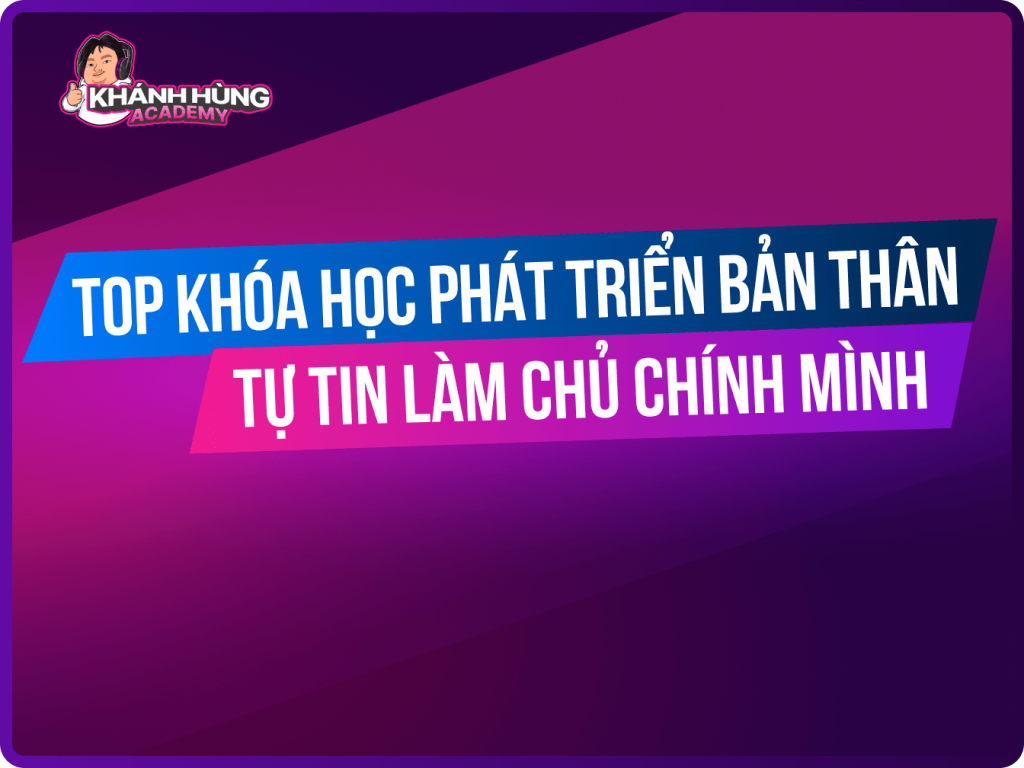 KHÁNH HÙNG
ACADEMY
TOP KHÓA HỌC PHÁT TRIỂN BẢN THÂN
TỰ TIN LÀM CHỦ CHÍNH MÌNH